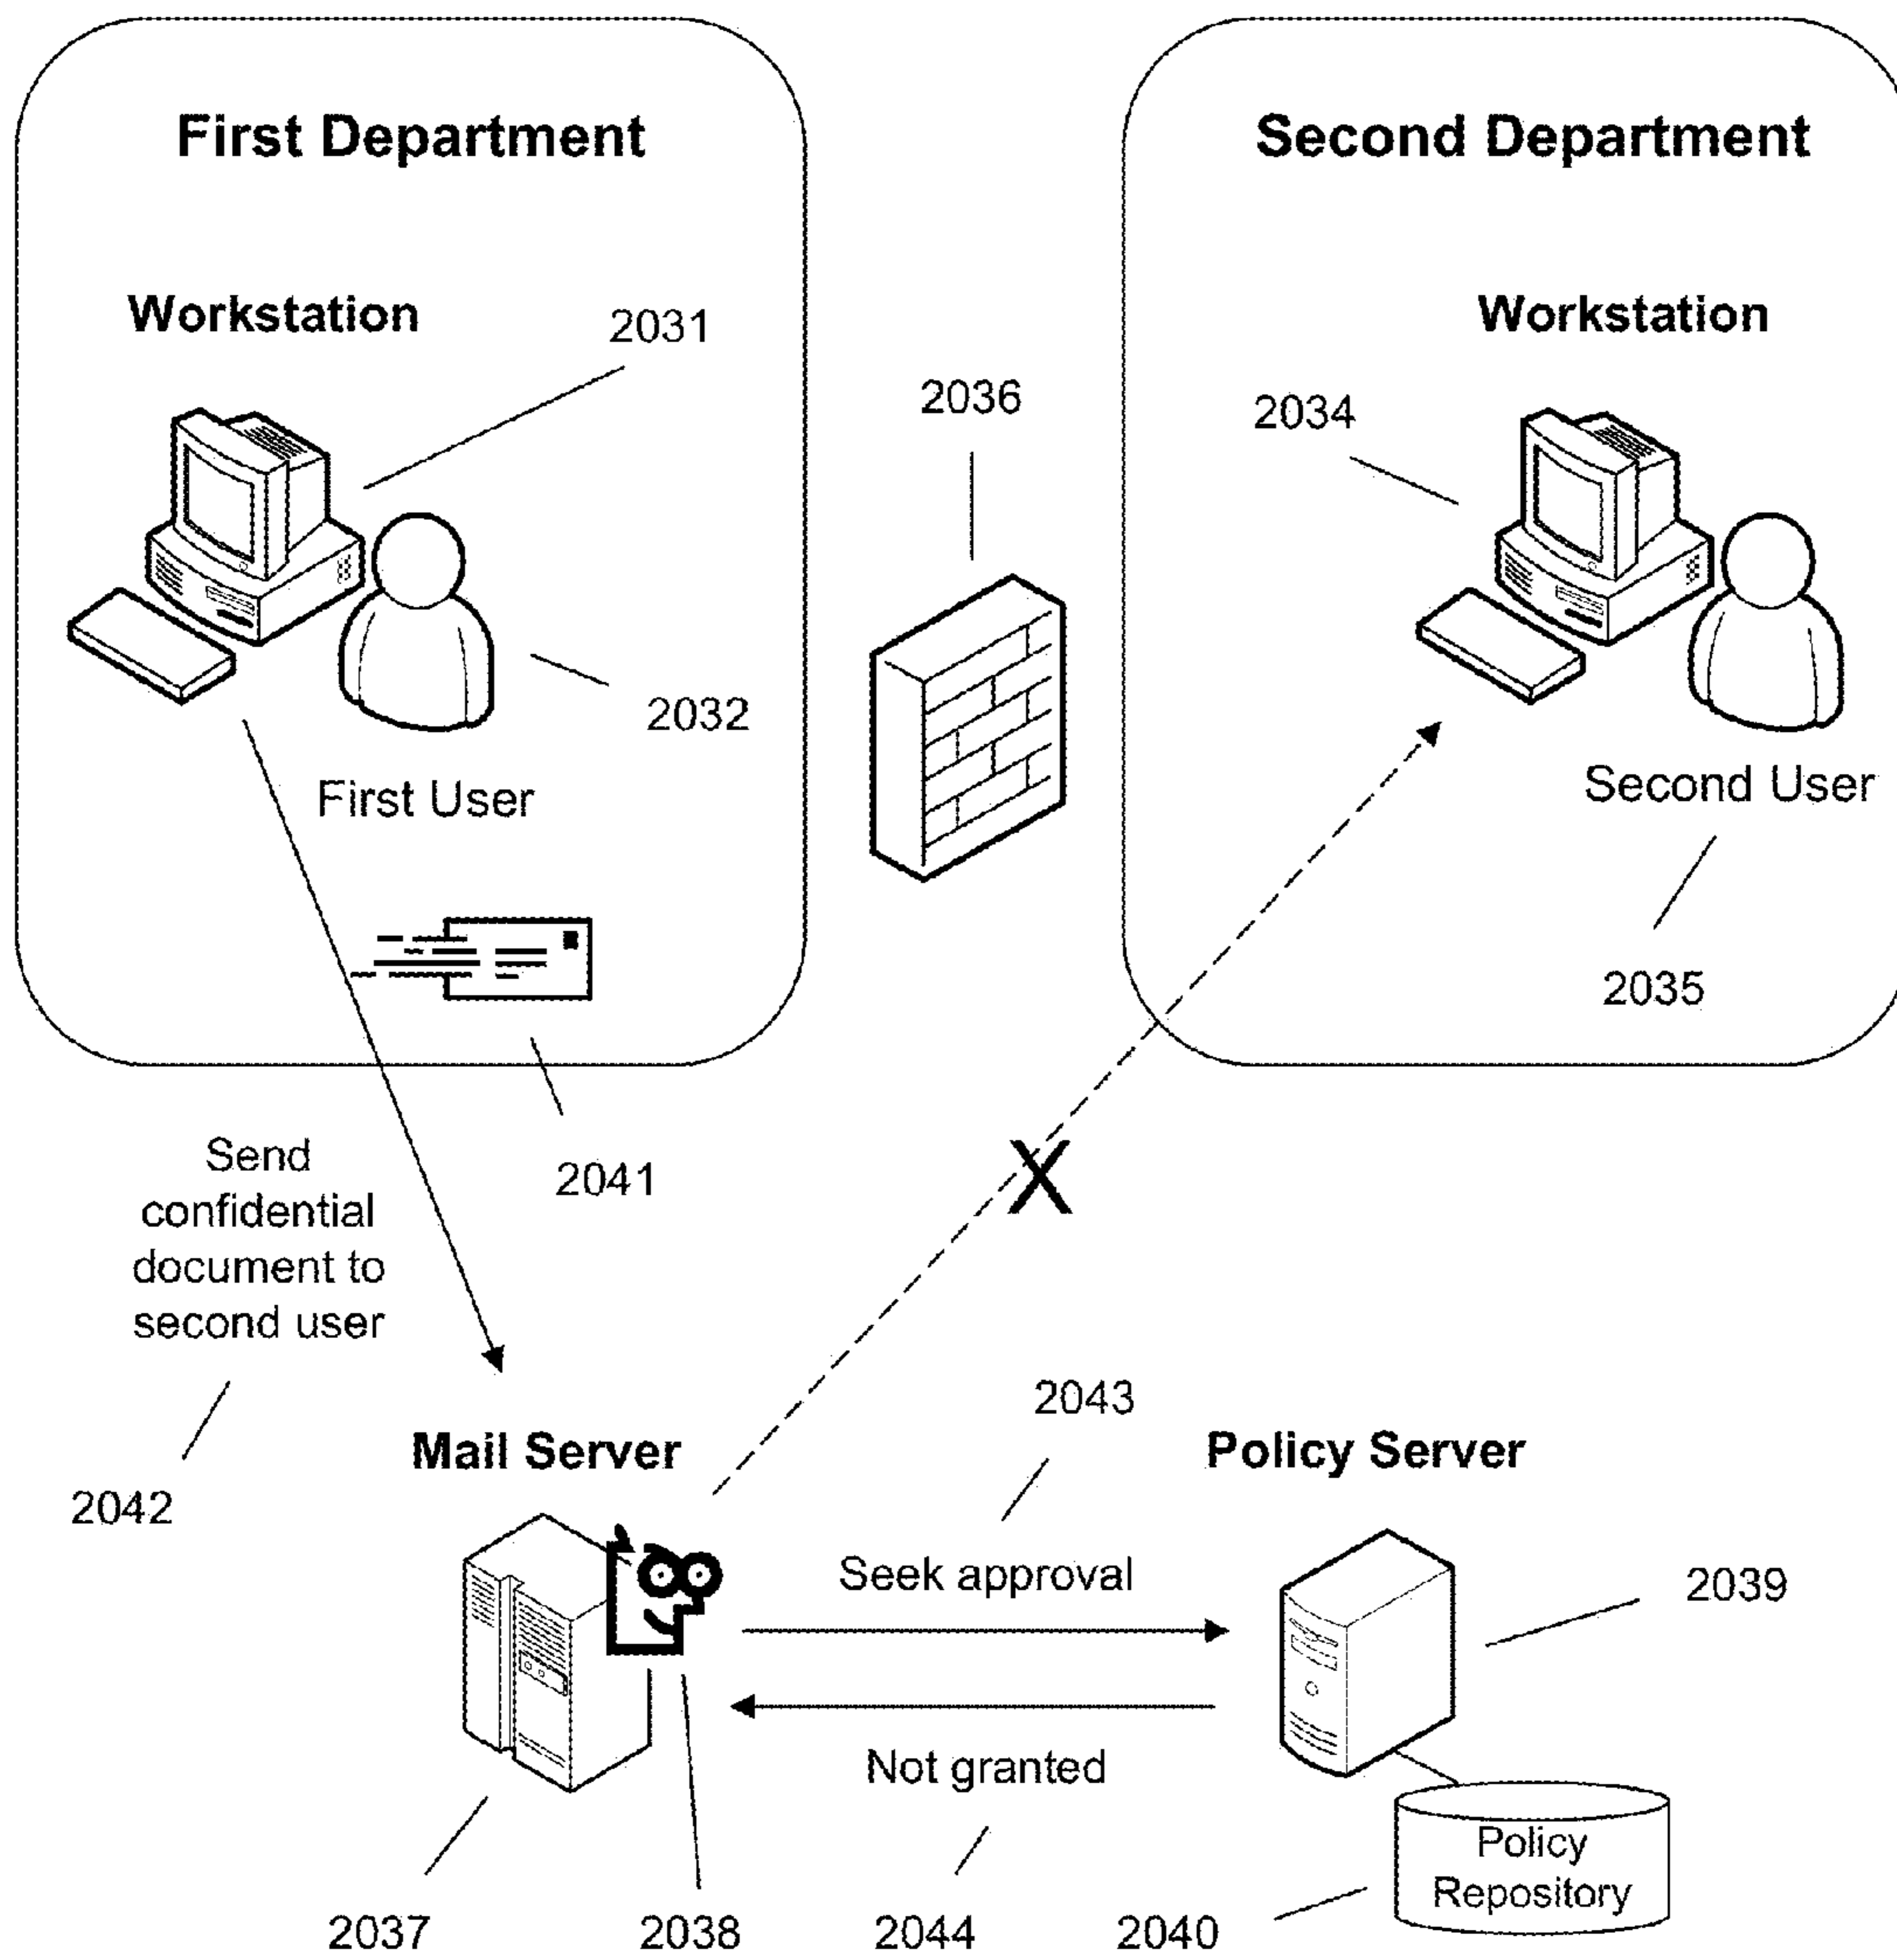 First Department
Second Department
Workstation
2031
Workstation
2036
2034
2032
First User
Second User
2035
2041
Send
confidential
document to
second user
2043
2042
Mail Server
Policy Server
Seek approval
2039
Not granted
Policy
Repository
2037
2038
2044
2040
X